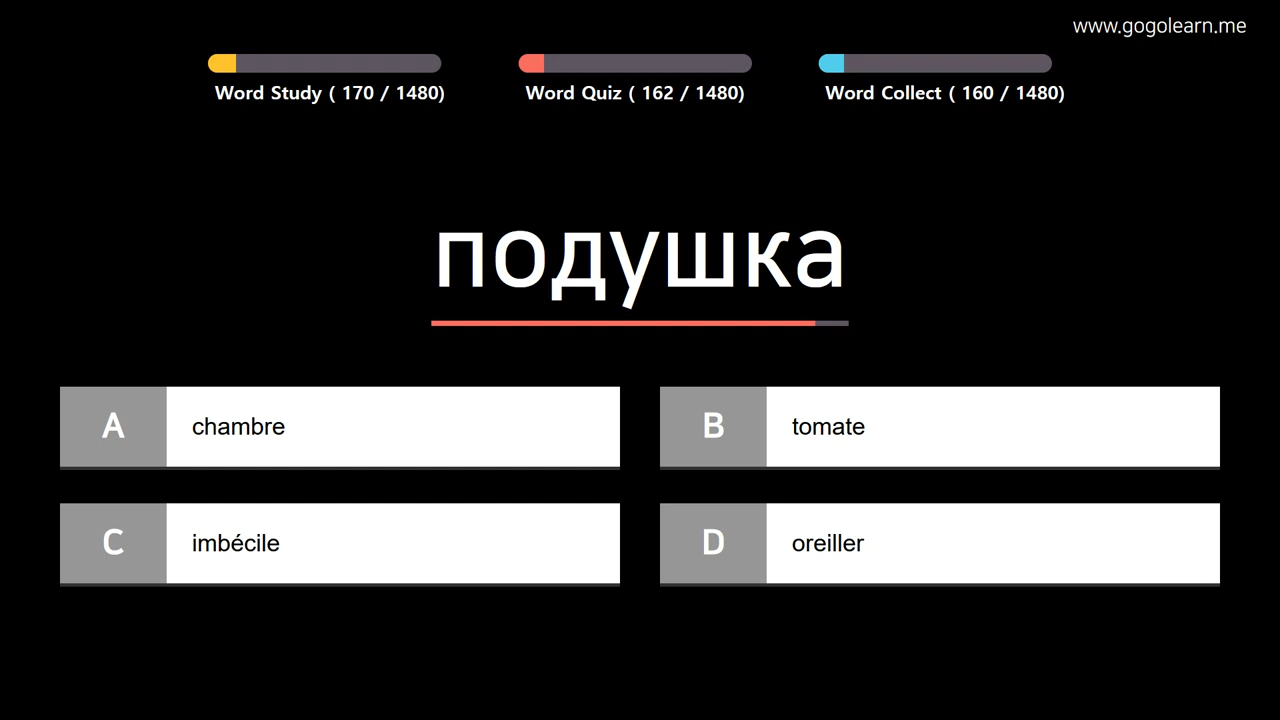 www.gogolearn.me
Word Study ( 170 / 1480)
Word Quiz ( 162 / 1480)
Word Collect ( 160 / 1480)
подушка
A chambre
B tomate
C imbécile
D oreiller